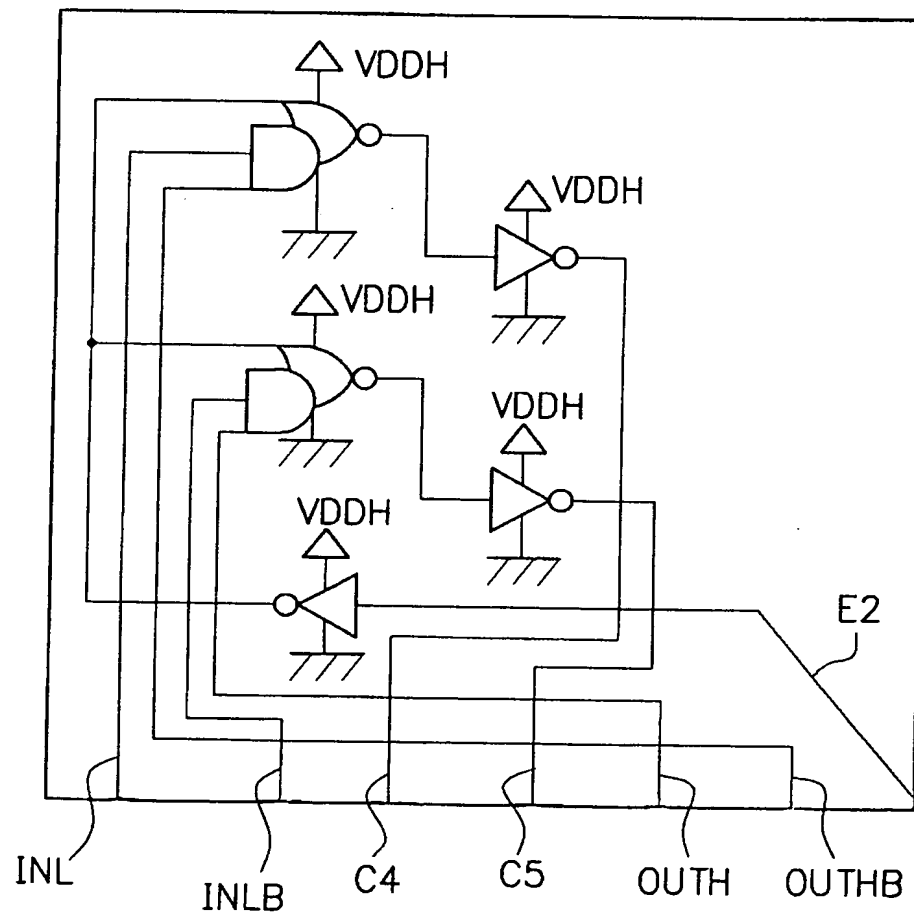 VDDH
VDDH
VDDH
VDDH
VDDH
E2
INL
INLB
C4
C5
OUTH
OUTHB